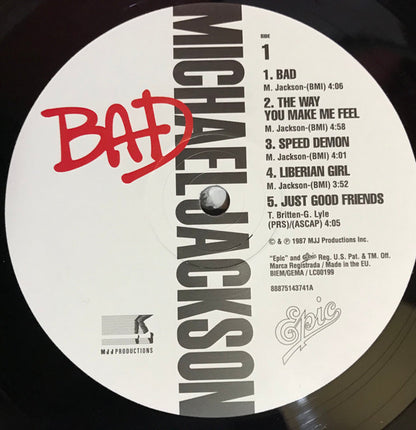 BAD
MICHAEL JACKSON
SIDE
1
1. BAD
M. Jackson-(BMI) 4:06
2. THE WAY
YOU MAKE ME FEEL
M. Jackson-(BMI) 4:58
3. SPEED DEMON
M. Jackson-(BMI) 4:01
4. LIBERIAN GIRL
M. Jackson-(BMI) 3:52
5. JUST GOOD FRIENDS
T. Britten-G. Lyle
(PRS)/(ASCAP) 4:05
© & ℗ 1987 MJJ Productions Inc.
"Epic" and Epic Reg. U.S. Pat. & TM. Off.
Marca Registrada / Made in the EU.
BIEM/GEMA / LC00199
88875143741A
Epic
MJJ PRODUCTIONS